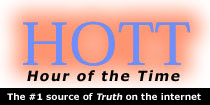 HOTT
Hour of the Time
The #1 source of Truth on the internet